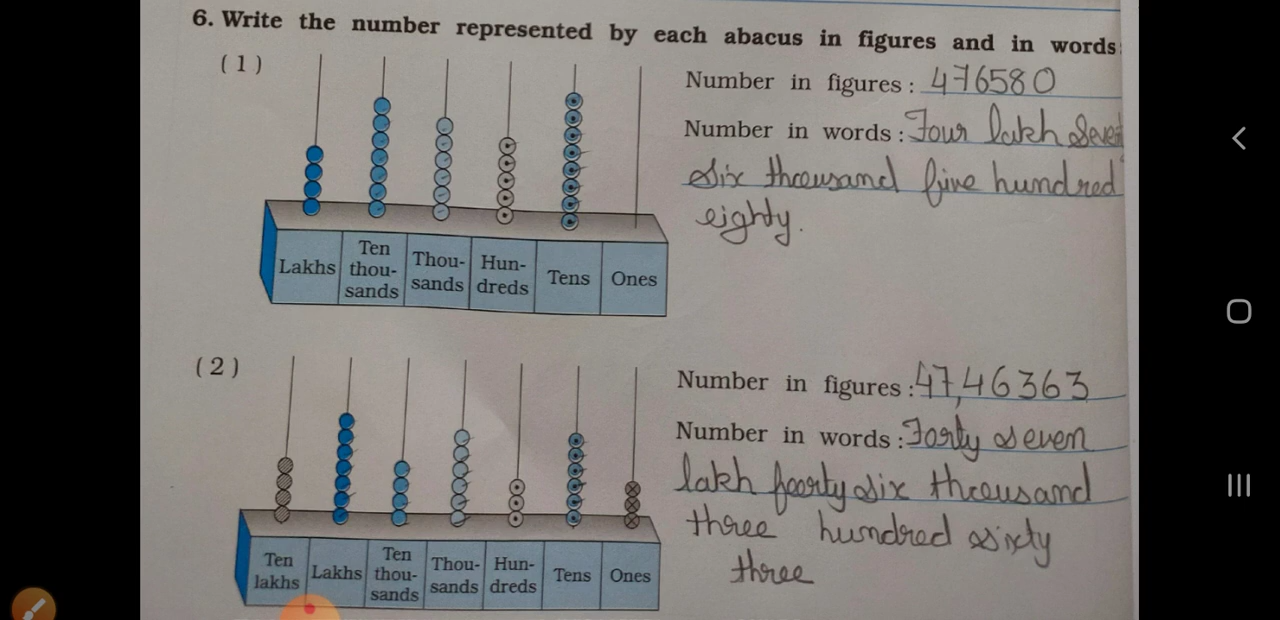 6. Write the number represented by each abacus in figures and in words:
(1)
Number in figures: 476580
Number in words: Four lakh Seven
six thousand five hundred
eighty.
Lakhs
Ten
thou-
sands
Thou-
sands
Hun-
dreds
Tens
Ones
(2)
Number in figures: 47,46363
Number in words: Forty seven
lakh foorty six thousand
three hundred sixty
three
Ten
lakhs
Lakhs
Ten
thou-
sands
Thou-
sands
Hun-
dreds
Tens
Ones